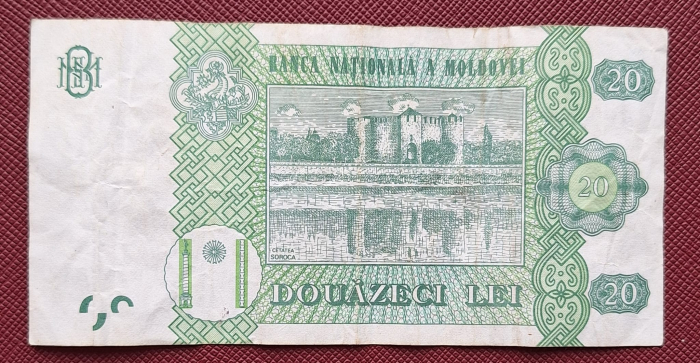 BANCA NAȚIONALĂ A MOLDOVEI
20
20
CETATEA
SOROCA
DOUĂZECI LEI
20